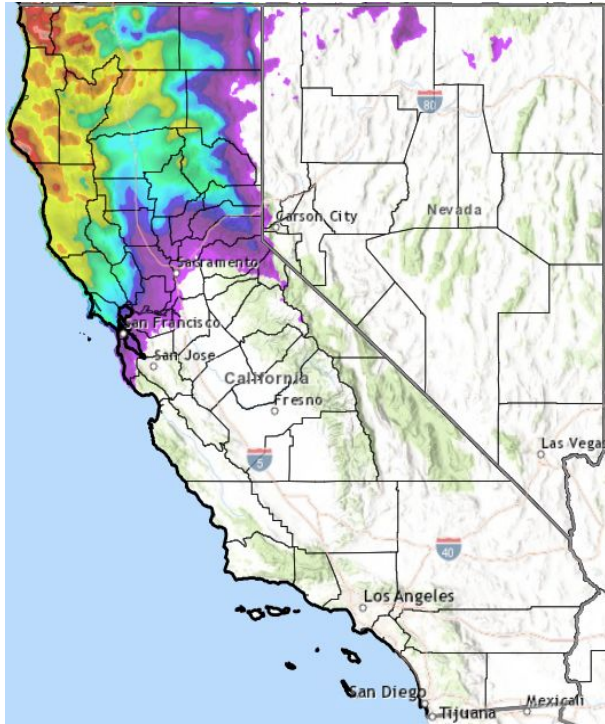 80
Carson City
Nevada
Sacramento
San Francisco
San Jose
California
Fresno
5
Las Vegas
40
Los Angeles
San Diego
Tijuana
Mexicali